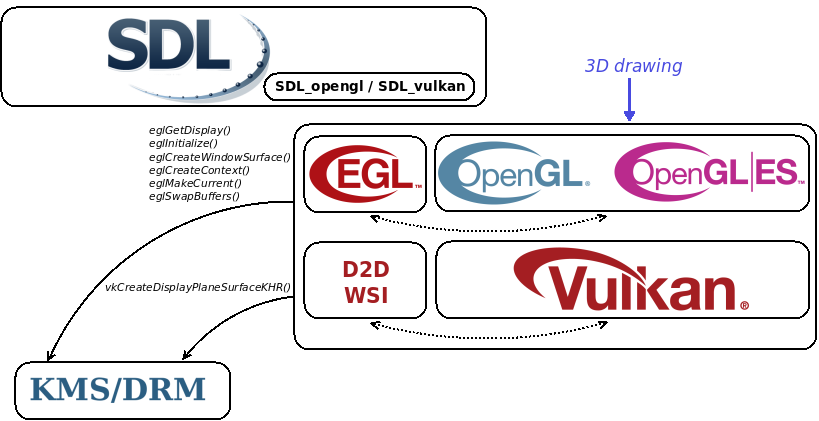 SDL
SDL_opengl / SDL_vulkan
3D drawing
eglGetDisplay()
eglInitialize()
eglCreateWindowSurface()
eglCreateContext()
eglMakeCurrent()
eglSwapBuffers()
EGL™
OpenGL®
OpenGL|ES™
vkCreateDisplayPlaneSurfaceKHR()
D2D
WSI
Vulkan®
KMS/DRM